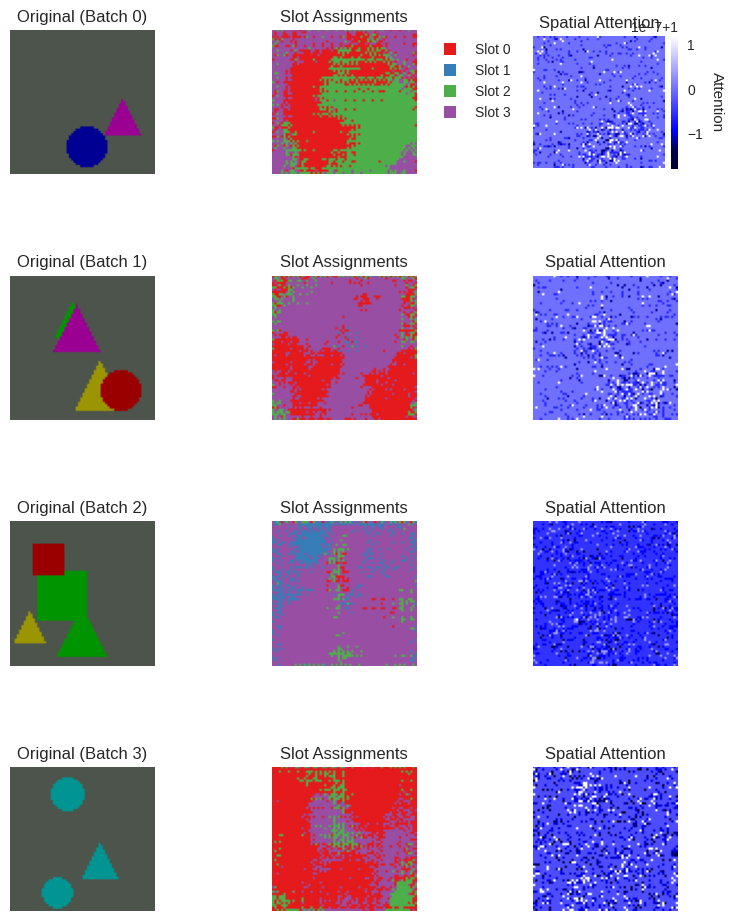 Original (Batch 0)
Slot Assignments
Spatial Attention
1e−7+1
Slot 0
Slot 1
Slot 2
Slot 3
1
0
−1
Attention
Original (Batch 1)
Slot Assignments
Spatial Attention
Original (Batch 2)
Slot Assignments
Spatial Attention
Original (Batch 3)
Slot Assignments
Spatial Attention